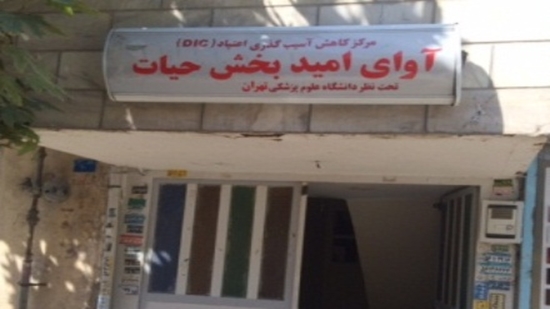 مرکز کاهش آسیب گذری اعتیاد (DIC)
آوای امید بخش حیات
تحت نظر دانشگاه علوم پزشکی تهران